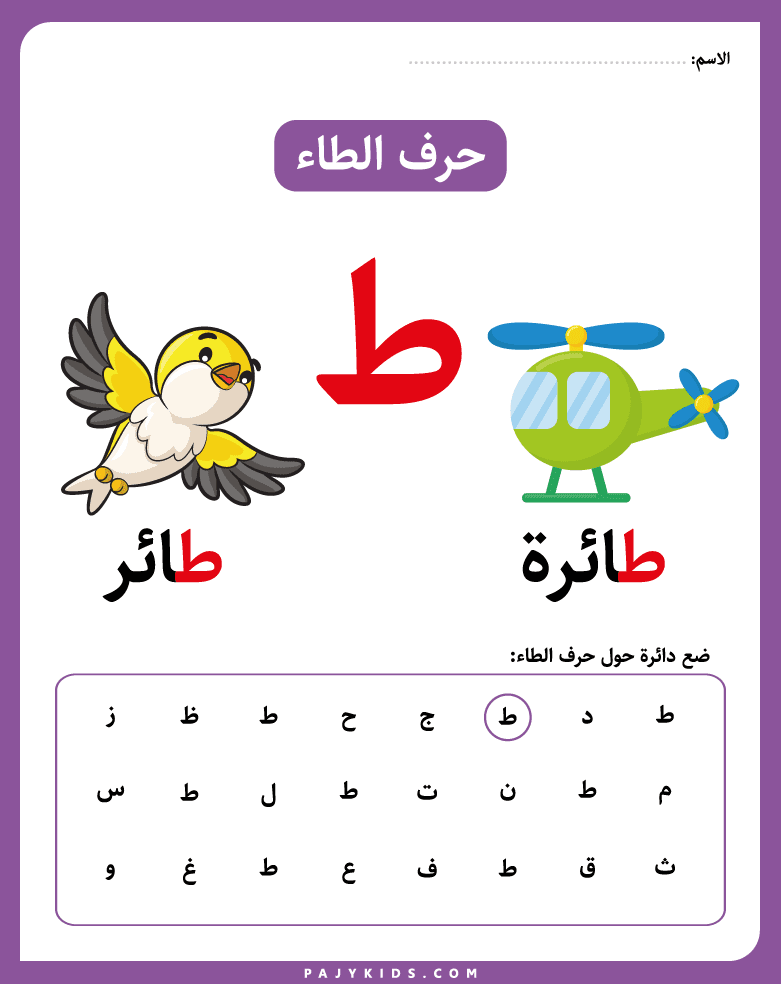 الاسم: ......................................................
حرف الطاء
ط
طائرة طائر
ضع دائرة حول حرف الطاء:
ط د ط ج ح ط ظ ز
م ط ن ت ط ل ط س
ث ق ط ف ع ط غ و
PAJYKIDS.COM